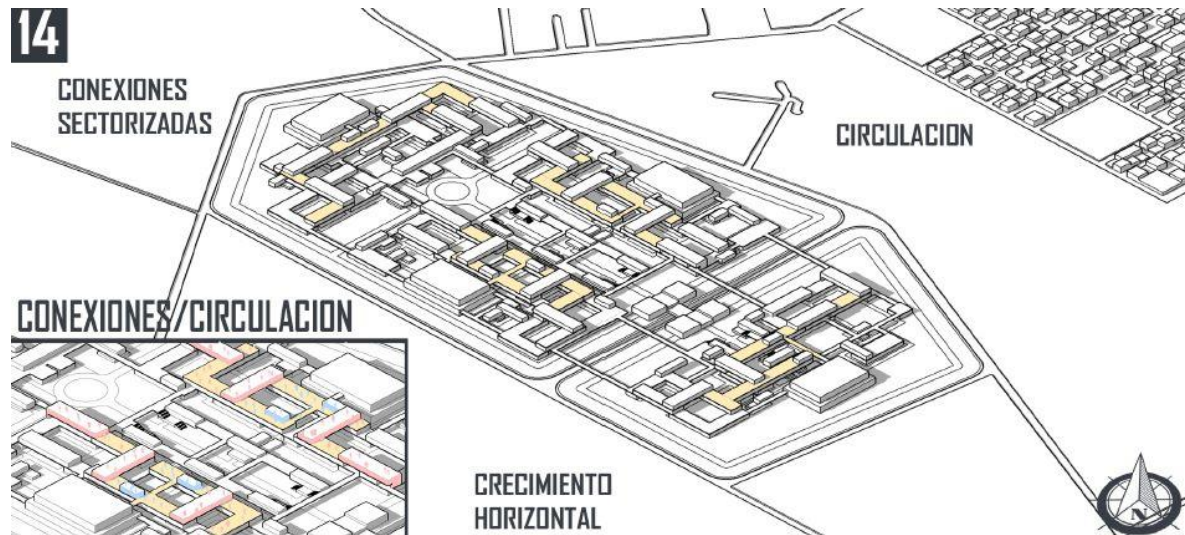 14
CONEXIONES
SECTORIZADAS
CIRCULACION
CONEXIONES/CIRCULACION
CRECIMIENTO
HORIZONTAL
N